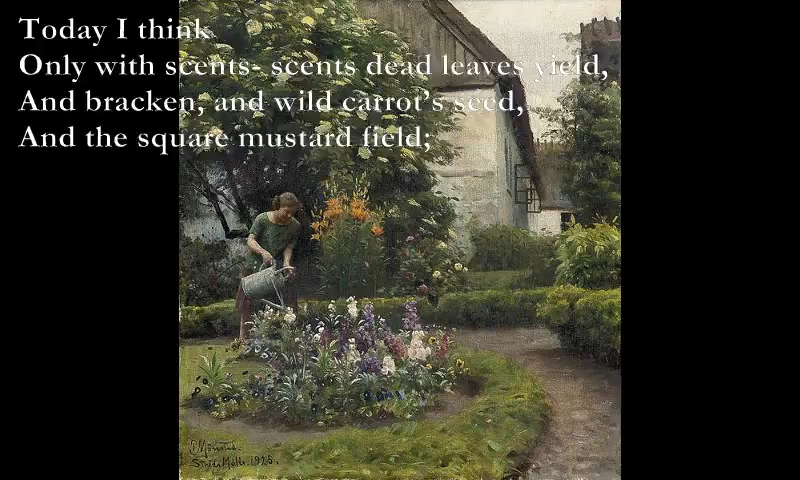 Today I think
Only with scents- scents dead leaves yield,
And bracken, and wild carrot's seed,
And the square mustard field;
1925.